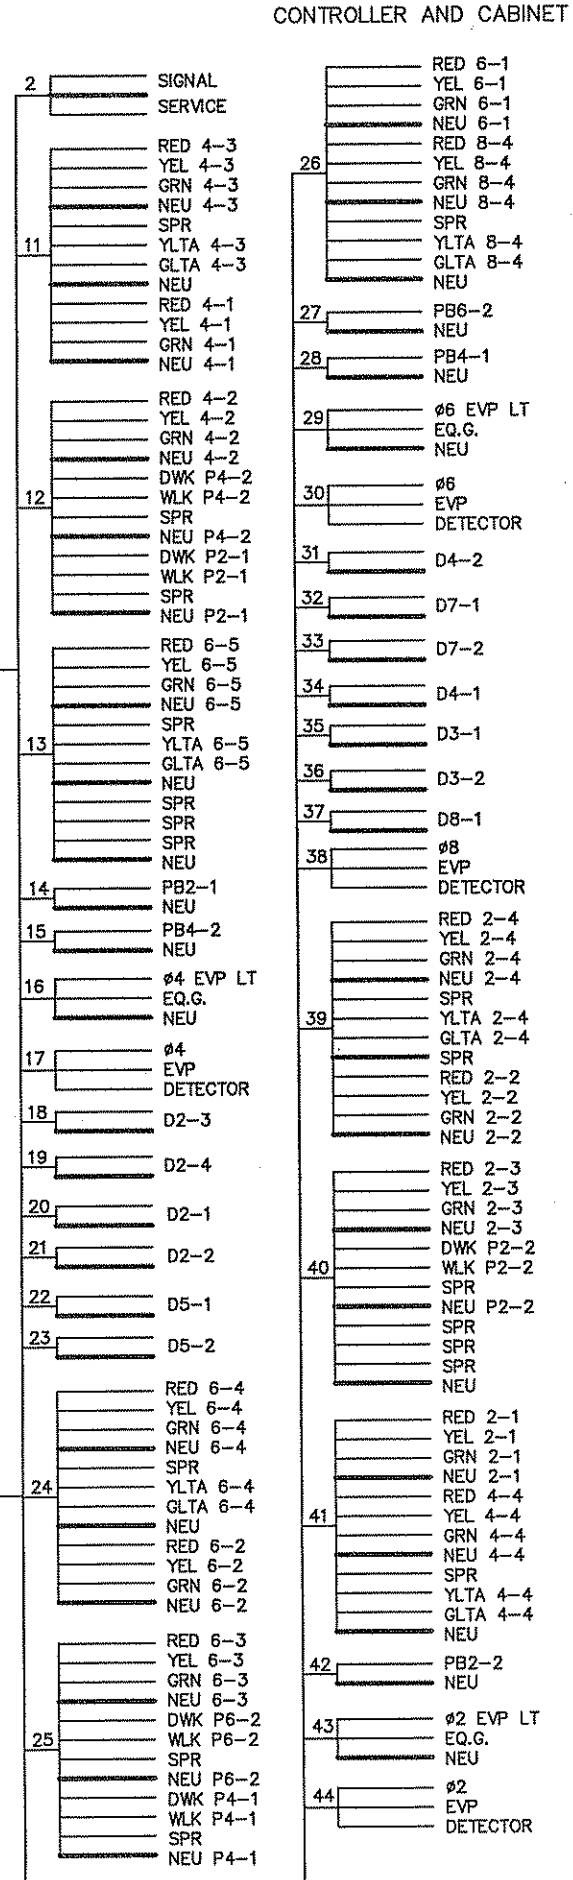 CONTROLLER AND CABINET
2
SIGNAL
SERVICE
11
RED 4-3
YEL 4-3
GRN 4-3
NEU 4-3
SPR
YLTA 4-3
GLTA 4-3
NEU
RED 4-1
YEL 4-1
GRN 4-1
NEU 4-1
12
RED 4-2
YEL 4-2
GRN 4-2
NEU 4-2
DWK P4-2
WLK P4-2
SPR
NEU P4-2
DWK P2-1
WLK P2-1
SPR
NEU P2-1
13
RED 6-5
YEL 6-5
GRN 6-5
NEU 6-5
SPR
YLTA 6-5
GLTA 6-5
NEU
SPR
SPR
SPR
NEU
14
PB2-1
NEU
15
PB4-2
NEU
16
ø4 EVP LT
EQ.G.
NEU
17
ø4
EVP
DETECTOR
18
D2-3
19
D2-4
20
D2-1
21
D2-2
22
D5-1
23
D5-2
24
RED 6-4
YEL 6-4
GRN 6-4
NEU 6-4
SPR
YLTA 6-4
GLTA 6-4
NEU
RED 6-2
YEL 6-2
GRN 6-2
NEU 6-2
25
RED 6-3
YEL 6-3
GRN 6-3
NEU 6-3
DWK P6-2
WLK P6-2
SPR
NEU P6-2
DWK P4-1
WLK P4-1
SPR
NEU P4-1
26
RED 6-1
YEL 6-1
GRN 6-1
NEU 6-1
RED 8-4
YEL 8-4
GRN 8-4
NEU 8-4
SPR
YLTA 8-4
GLTA 8-4
NEU
27
PB6-2
NEU
28
PB4-1
NEU
29
ø6 EVP LT
EQ.G.
NEU
30
ø6
EVP
DETECTOR
31
D4-2
32
D7-1
33
D7-2
34
D4-1
35
D3-1
36
D3-2
37
D8-1
38
ø8
EVP
DETECTOR
39
RED 2-4
YEL 2-4
GRN 2-4
NEU 2-4
SPR
YLTA 2-4
GLTA 2-4
SPR
RED 2-2
YEL 2-2
GRN 2-2
NEU 2-2
40
RED 2-3
YEL 2-3
GRN 2-3
NEU 2-3
DWK P2-2
WLK P2-2
SPR
NEU P2-2
SPR
SPR
SPR
NEU
41
RED 2-1
YEL 2-1
GRN 2-1
NEU 2-1
RED 4-4
YEL 4-4
GRN 4-4
NEU 4-4
SPR
YLTA 4-4
GLTA 4-4
NEU
42
PB2-2
NEU
43
ø2 EVP LT
EQ.G.
NEU
44
ø2
EVP
DETECTOR